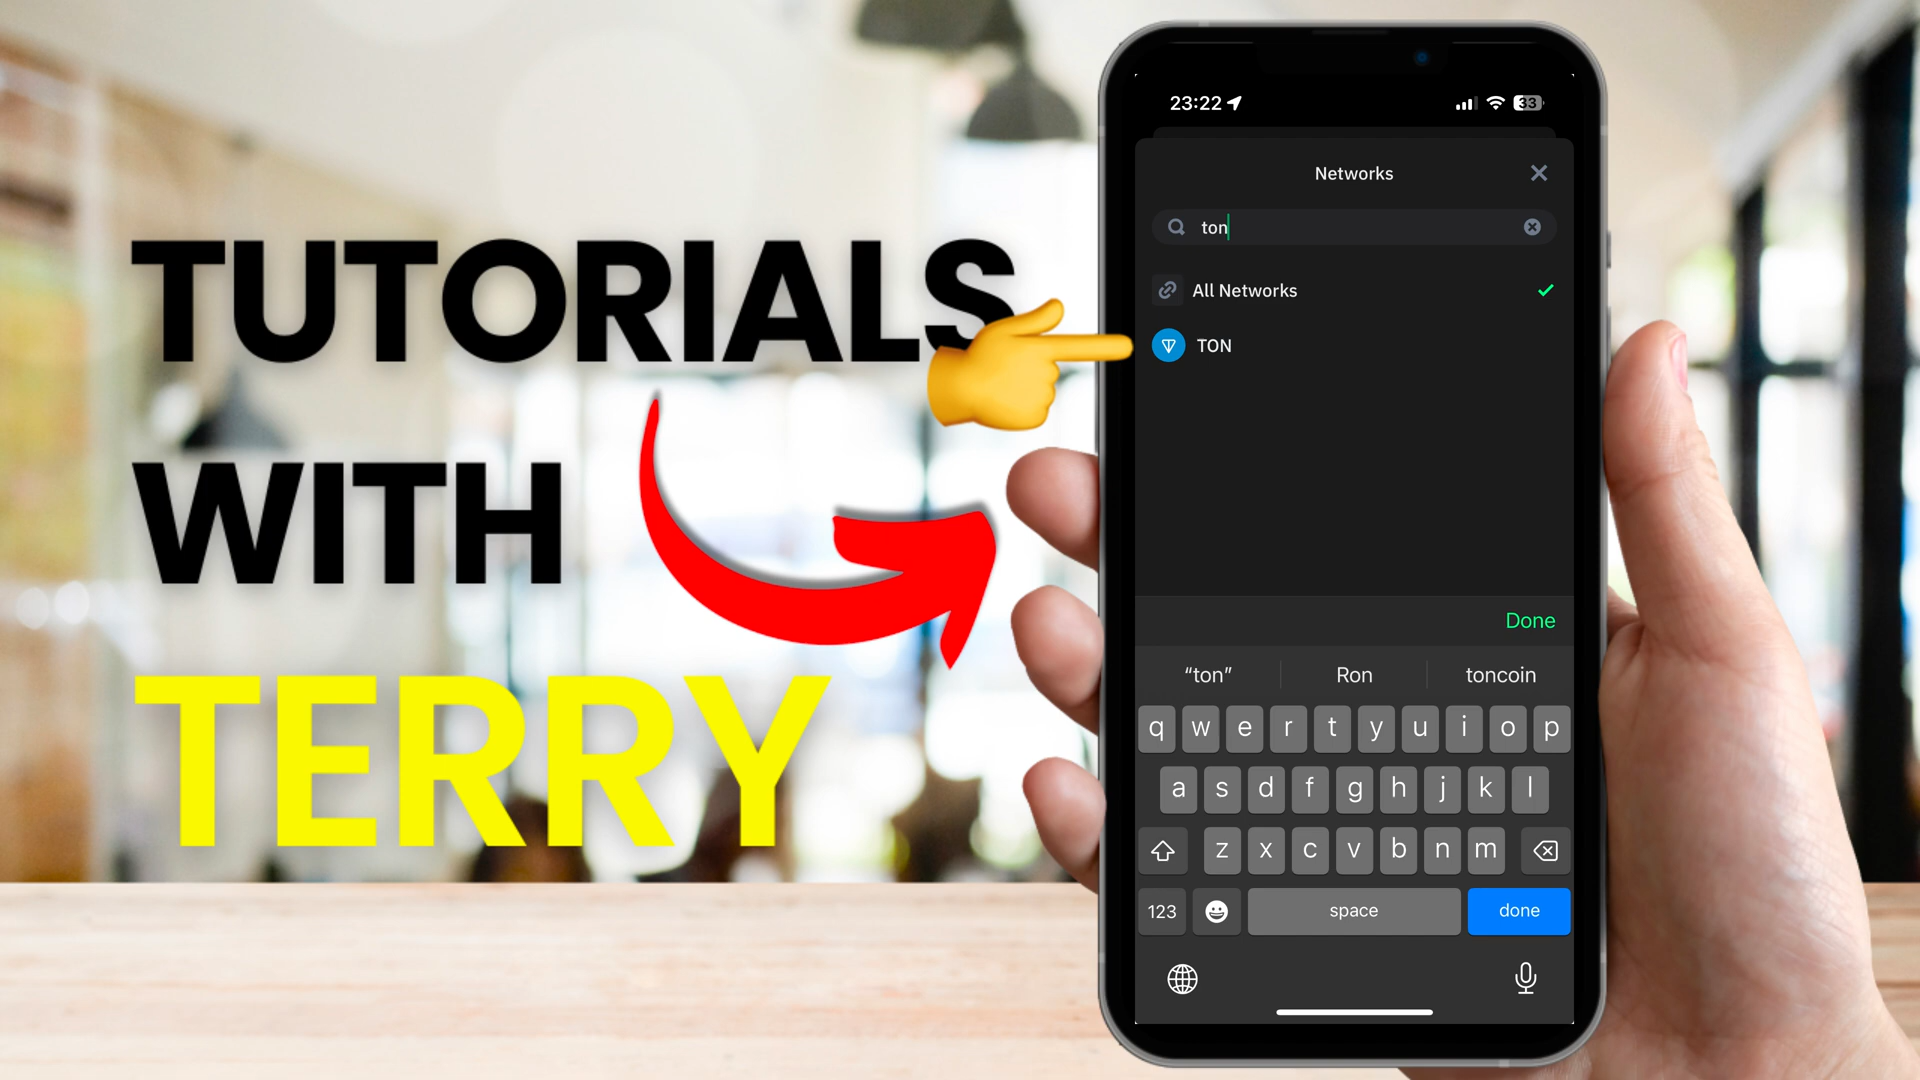 TUTORIALS
WITH
TERRY
23:22
33
Networks
ton
All Networks
TON
Done
“ton” Ron toncoin
q w e r t y u i o p
a s d f g h j k l
z x c v b n m
123 space done